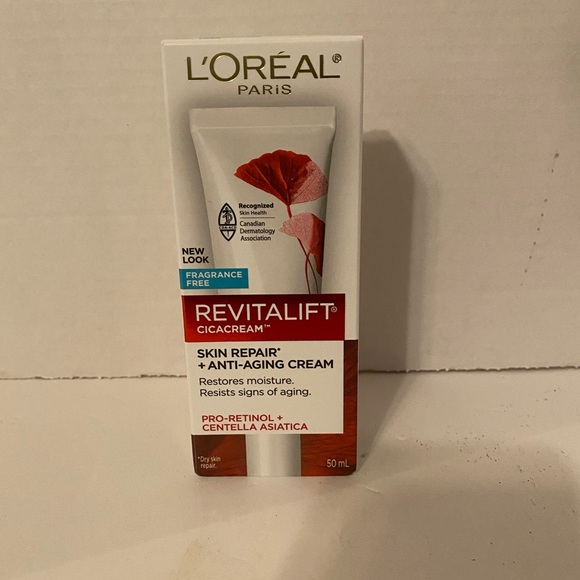 L'ORÉAL®
PARIS
Recognized
Skin Health
Canadian
Dermatology
Association
NEW
LOOK
FRAGRANCE
FREE
REVITALIFT®
CICACREAM™
SKIN REPAIR*
+ ANTI-AGING CREAM
Restores moisture.
Resists signs of aging.
PRO-RETINOL +
CENTELLA ASIATICA
*Dry skin
repair.
50 mL